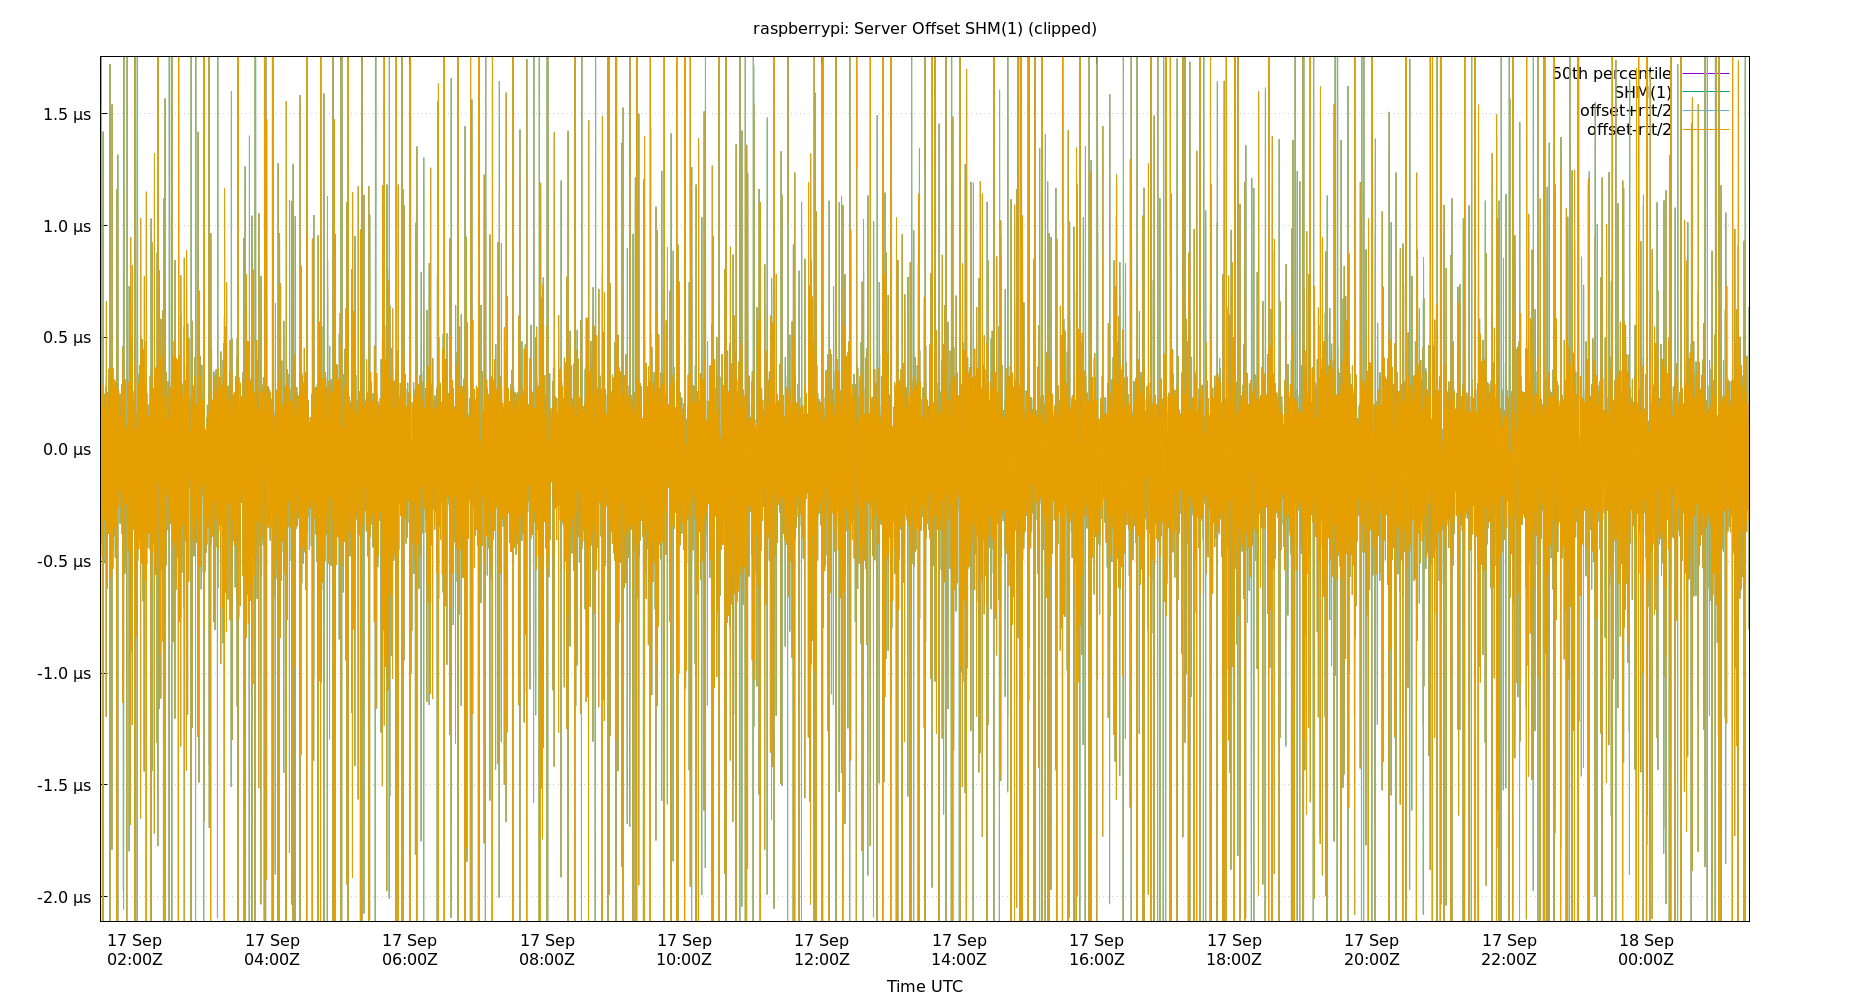 raspberrypi: Server Offset SHM(1) (clipped)
50th percentile
SHM(1)
offset+rtt/2
offset-rtt/2
1.5 µs
1.0 µs
0.5 µs
0.0 µs
-0.5 µs
-1.0 µs
-1.5 µs
-2.0 µs
17 Sep 17 Sep 17 Sep 17 Sep 17 Sep 17 Sep 17 Sep 17 Sep 17 Sep 17 Sep 17 Sep 18 Sep
02:00Z 04:00Z 06:00Z 08:00Z 10:00Z 12:00Z 14:00Z 16:00Z 18:00Z 20:00Z 22:00Z 00:00Z
Time UTC